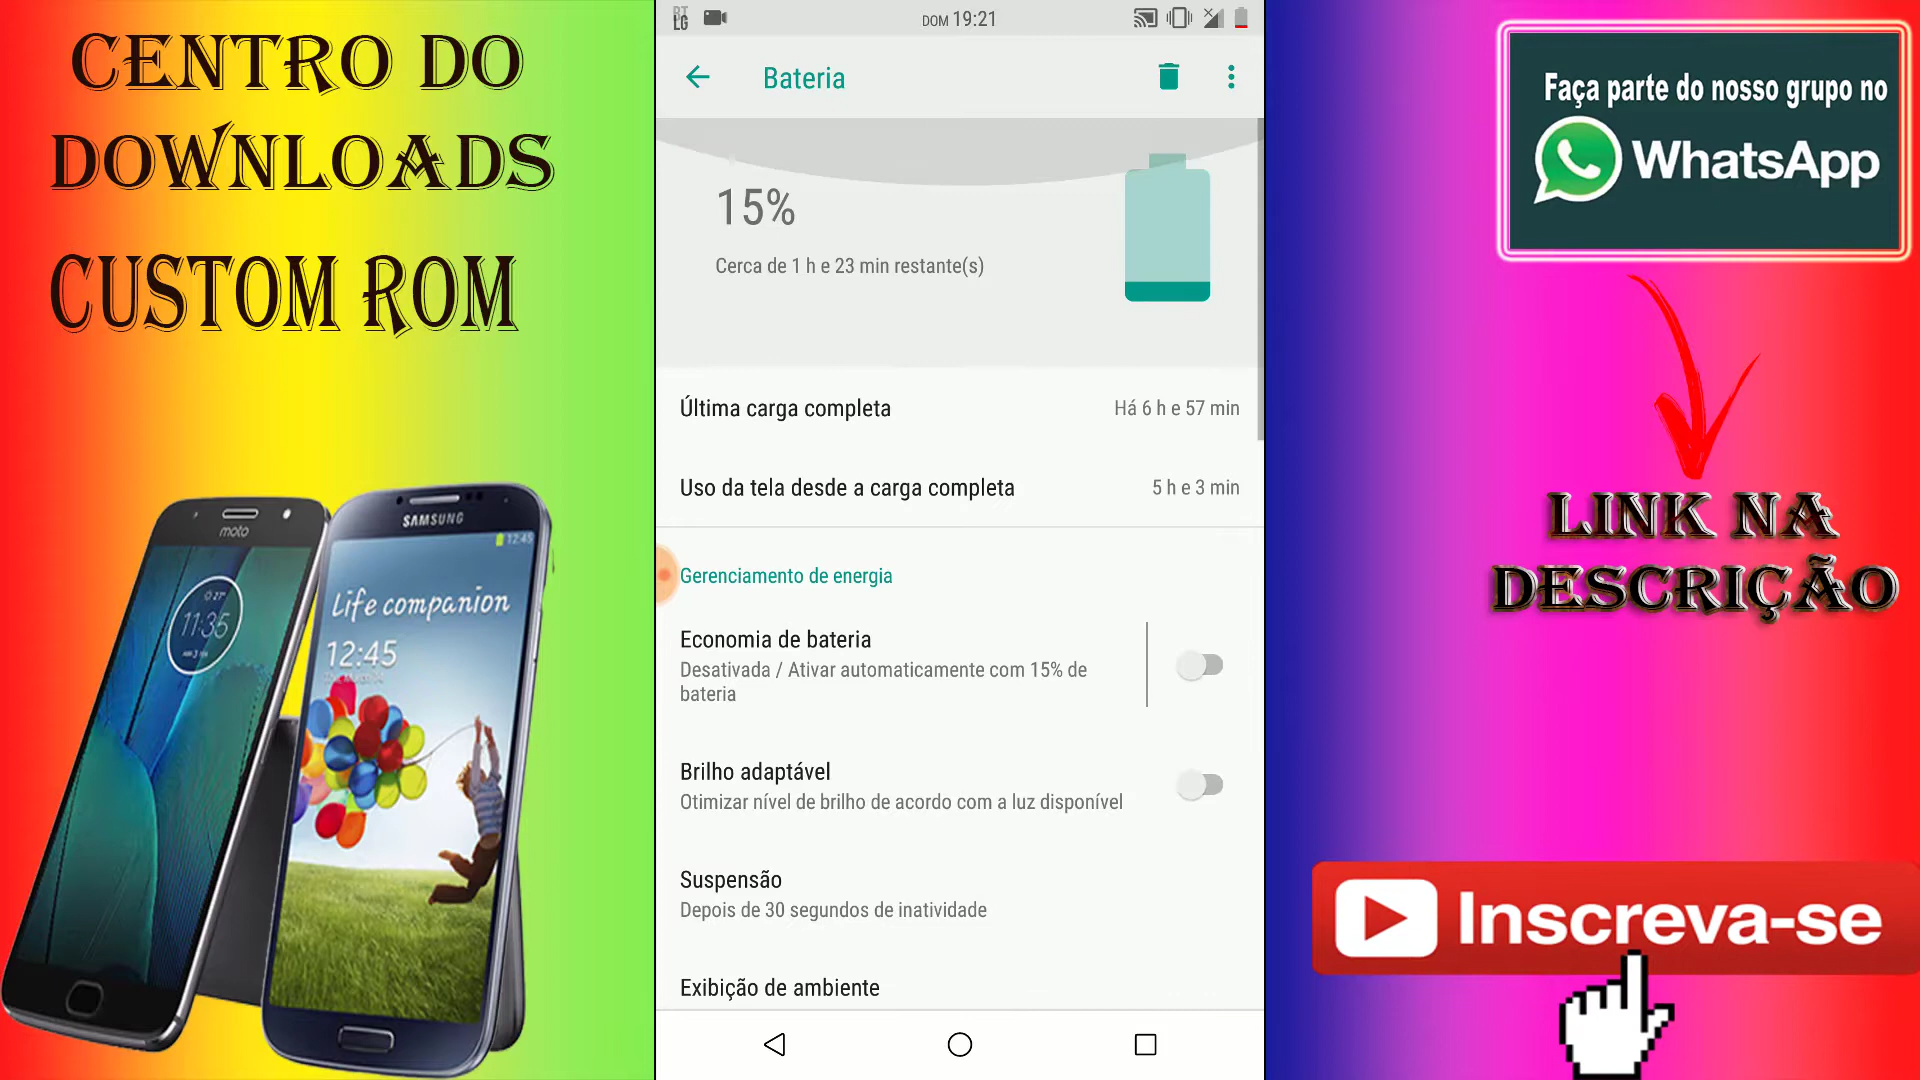 CENTRO DO
DOWNLOADS
CUSTOM ROM
moto
27°
11:35
SAMSUNG
12:45
Life companion
12:45
LG
DOM 19:21
Bateria
15%
Cerca de 1 h e 23 min restante(s)
Última carga completa
Há 6 h e 57 min
Uso da tela desde a carga completa
5 h e 3 min
Gerenciamento de energia
Economia de bateria
Desativada / Ativar automaticamente com 15% de
bateria
Brilho adaptável
Otimizar nível de brilho de acordo com a luz disponível
Suspensão
Depois de 30 segundos de inatividade
Exibição de ambiente
Faça parte do nosso grupo no
WhatsApp
LINK NA
DESCRIÇÃO
Inscreva-se